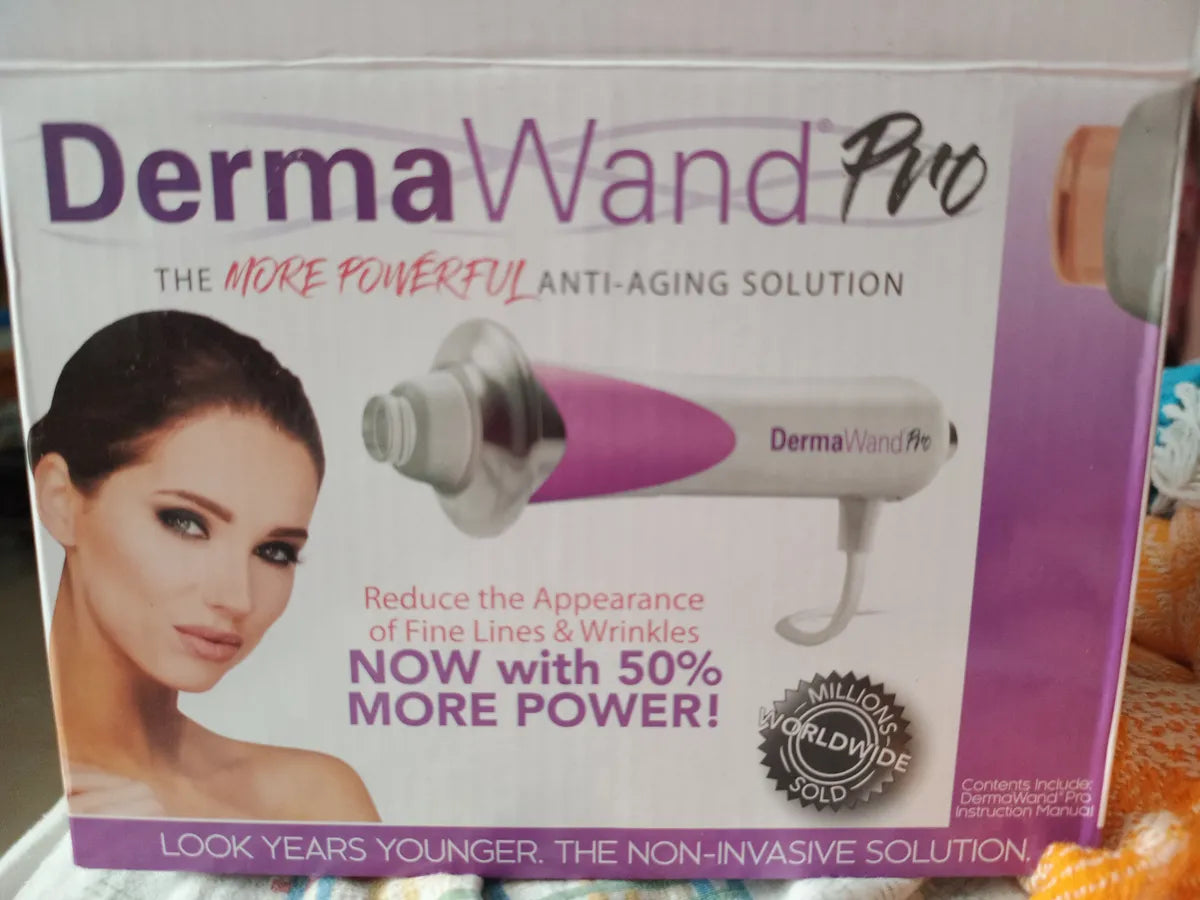 DermaWand® Pro
THE MORE POWERFUL ANTI-AGING SOLUTION
DermaWand Pro
Reduce the Appearance
of Fine Lines & Wrinkles
NOW with 50%
MORE POWER!
MILLIONS
WORLDWIDE
SOLD
Contents Include:
DermaWand® Pro
Instruction Manual
LOOK YEARS YOUNGER. THE NON-INVASIVE SOLUTION.